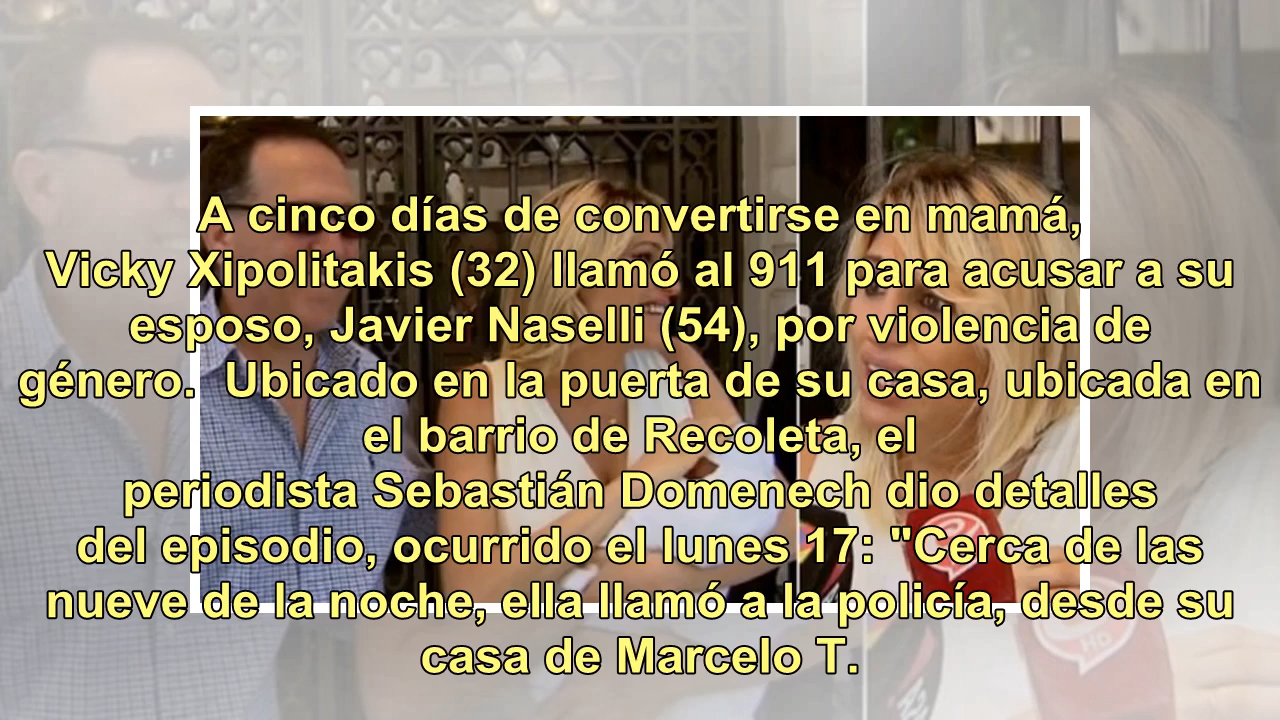 A cinco días de convertirse en mamá,
Vicky Xipolitakis (32) llamó al 911 para acusar a su
esposo, Javier Naselli (54), por violencia de
género.  Ubicado en la puerta de su casa, ubicada en
el barrio de Recoleta, el
periodista Sebastián Domenech dio detalles
del episodio, ocurrido el lunes 17: "Cerca de las
nueve de la noche, ella llamó a la policía, desde su
casa de Marcelo T.